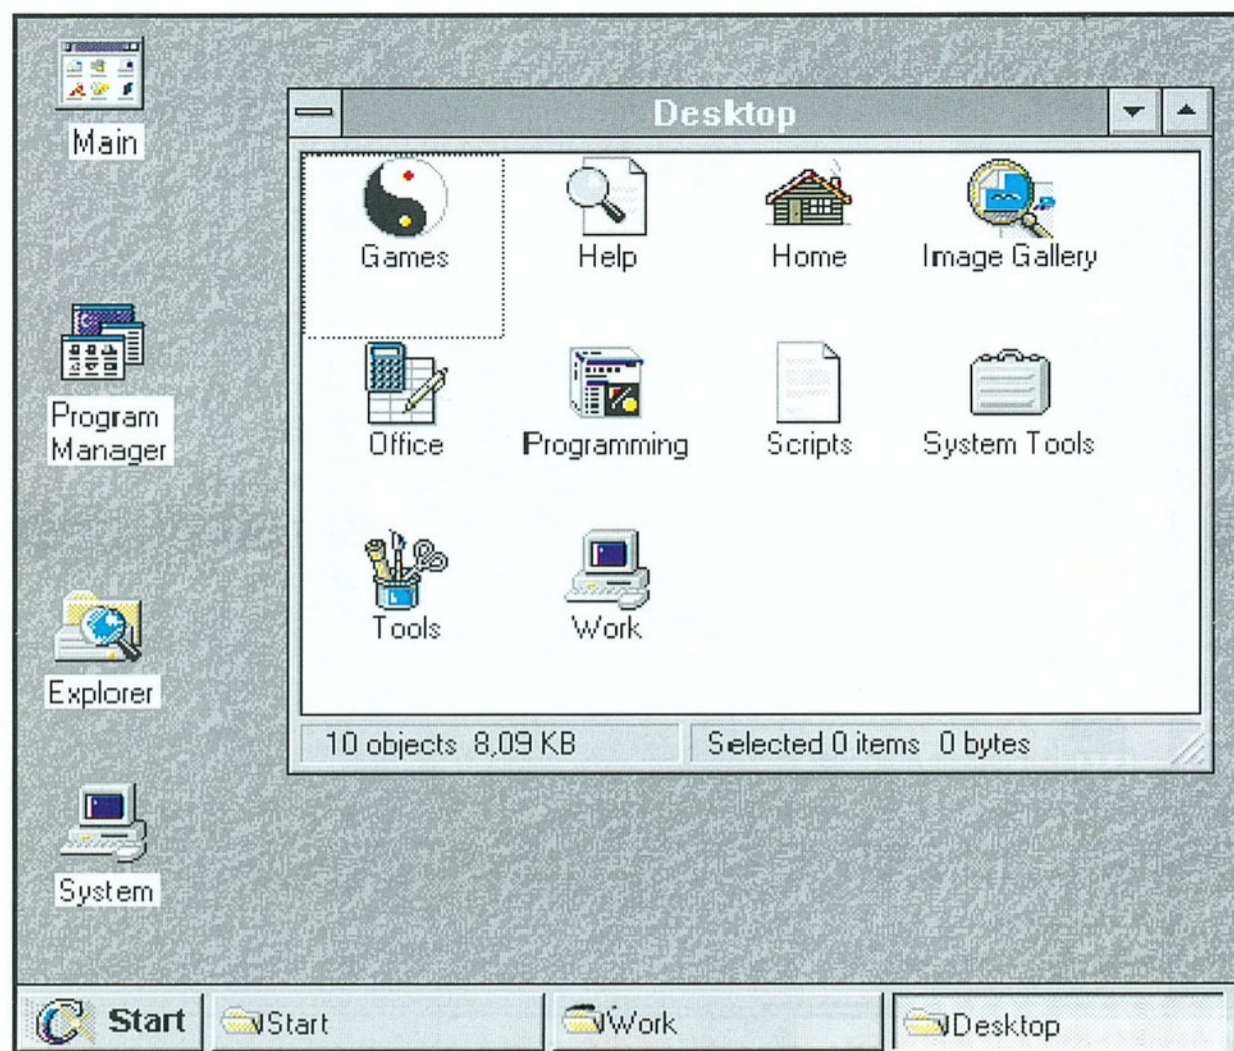 Main
Desktop
Games
Help
Home
Image Gallery
Program
Manager
Office
Programming
Scripts
System Tools
Explorer
Tools
Work
10 objects 8,09 KB
Selected 0 items 0 bytes
System
Start
Start
Work
Desktop